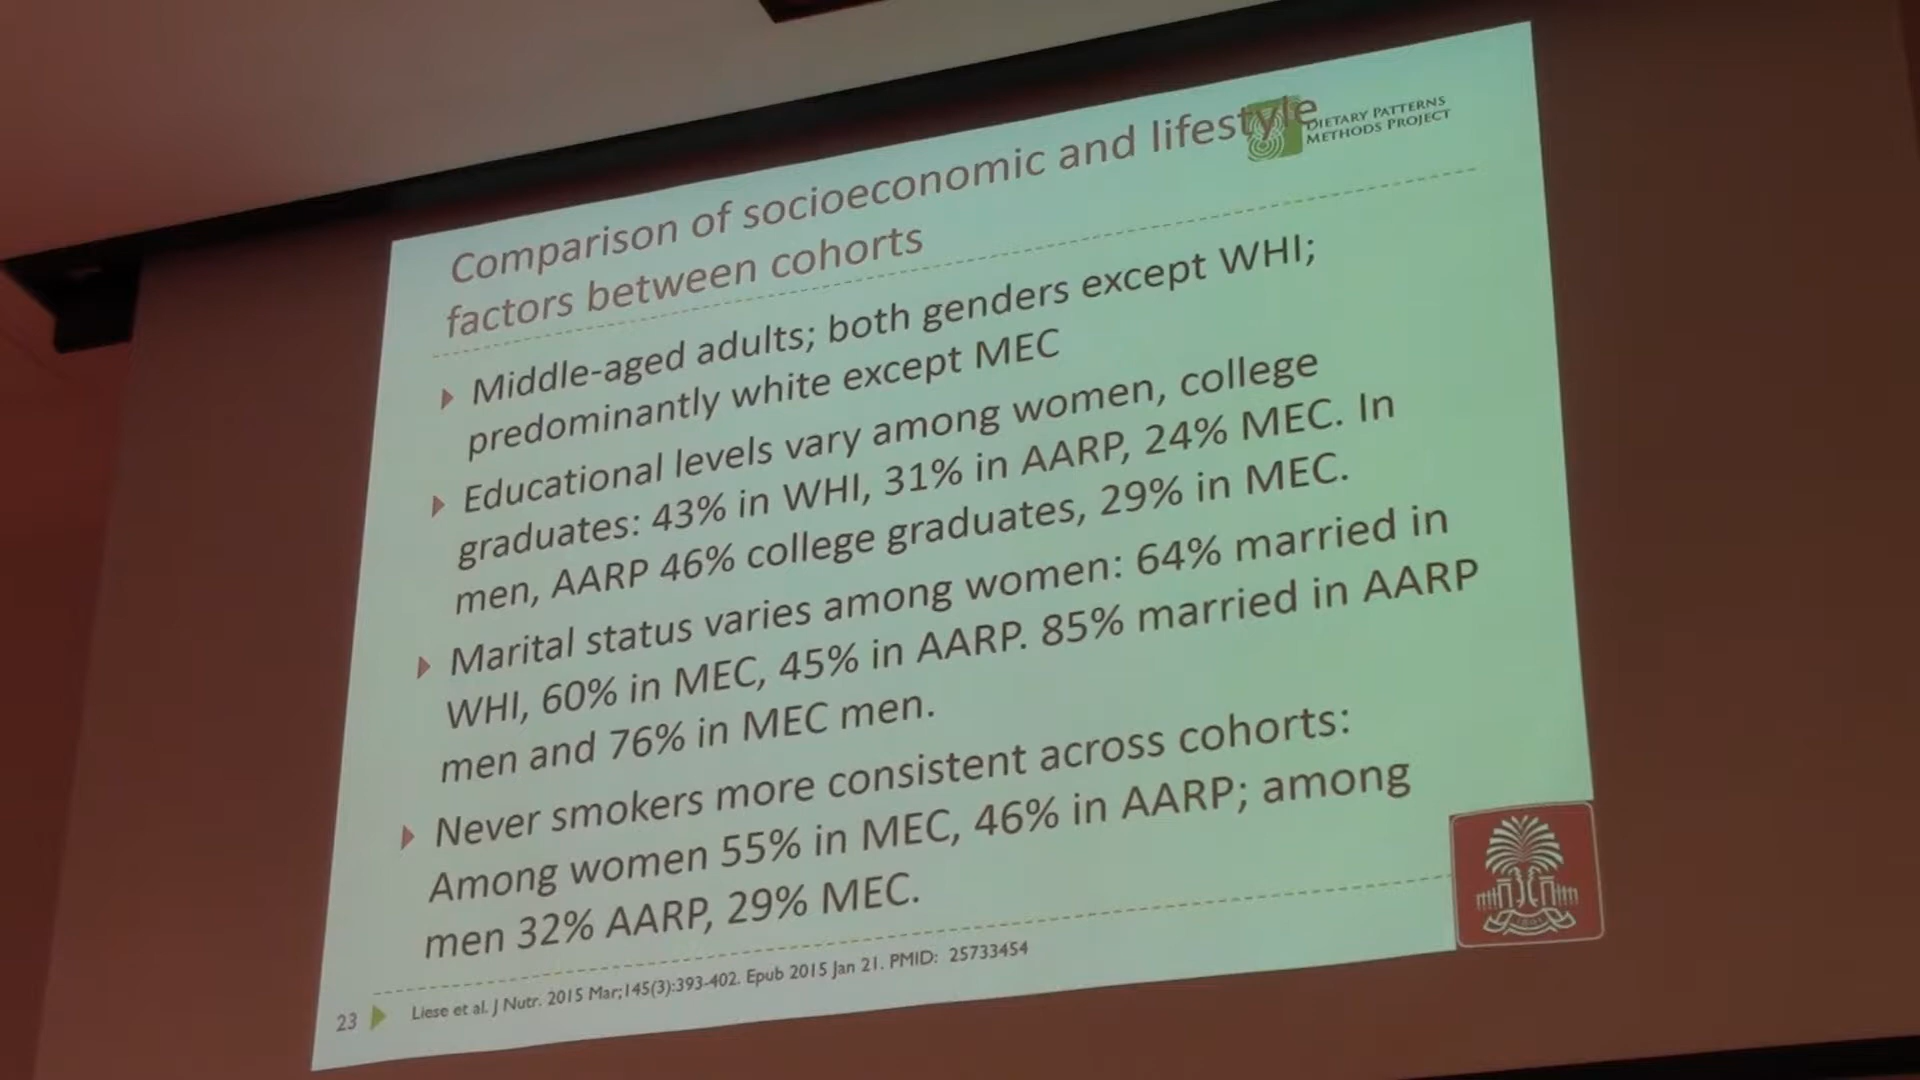 Comparison of socioeconomic and lifestyle
factors between cohorts
DIETARY PATTERNS
METHODS PROJECT
Middle-aged adults; both genders except WHI;
predominantly white except MEC
Educational levels vary among women, college
graduates: 43% in WHI, 31% in AARP, 24% MEC. In
men, AARP 46% college graduates, 29% in MEC.
Marital status varies among women: 64% married in
WHI, 60% in MEC, 45% in AARP. 85% married in AARP
men and 76% in MEC men.
Never smokers more consistent across cohorts:
Among women 55% in MEC, 46% in AARP; among
men 32% AARP, 29% MEC.
23
Liese et al. J Nutr. 2015 Mar;145(3):393-402. Epub 2015 Jan 21. PMID: 25733454